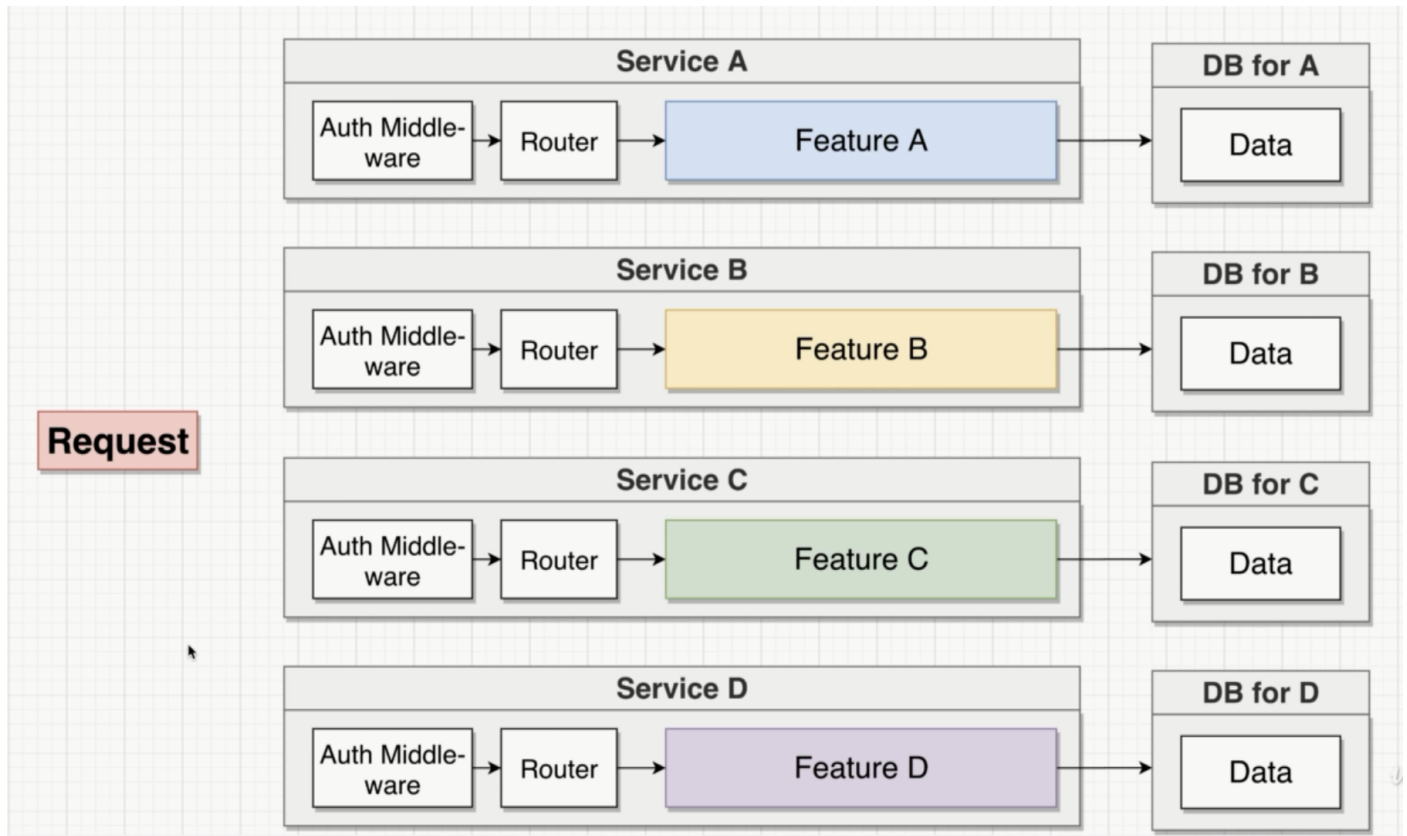 Service A
DB for A
Auth Middle-
ware
Router
Feature A
Data
Service B
DB for B
Auth Middle-
ware
Router
Feature B
Data
Request
Service C
DB for C
Auth Middle-
ware
Router
Feature C
Data
Service D
DB for D
Auth Middle-
ware
Router
Feature D
Data